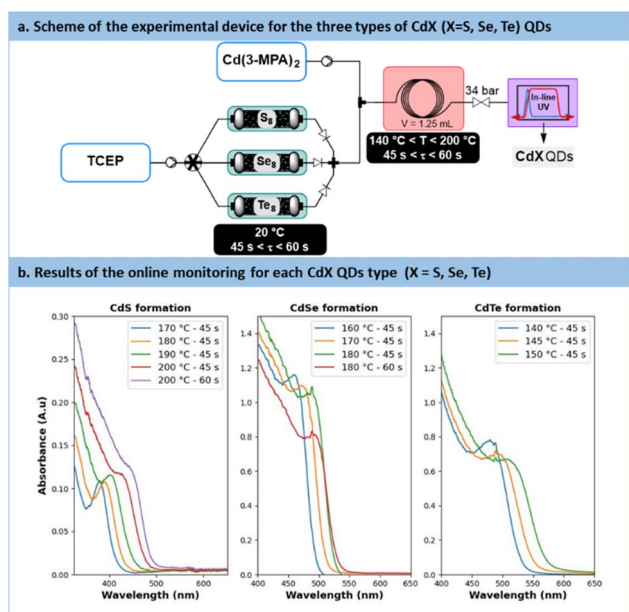 a. Scheme of the experimental device for the three types of CdX (X=S, Se, Te) QDs
Cd(3-MPA)₂
34 bar
In-line
UV
V = 1.25 mL
S₈
140 °C < T < 200 °C
45 s < τ < 60 s
CdX QDs
TCEP
Se₈
Te₈
20 °C
45 s < τ < 60 s
b. Results of the online monitoring for each CdX QDs type (X = S, Se, Te)
CdS formation
170 °C - 45 s
180 °C - 45 s
190 °C - 45 s
200 °C - 45 s
200 °C - 60 s
Absorbance (A.u)
0.30
0.25
0.20
0.15
0.10
0.05
0.00
400
500
600
Wavelength (nm)
CdSe formation
160 °C - 45 s
170 °C - 45 s
180 °C - 45 s
180 °C - 60 s
1.4
1.2
1.0
0.8
0.6
0.4
0.2
0.0
400
450
500
550
600
650
Wavelength (nm)
CdTe formation
140 °C - 45 s
145 °C - 45 s
150 °C - 45 s
1.4
1.2
1.0
0.8
0.6
0.4
0.2
0.0
400
450
500
550
600
650
Wavelength (nm)